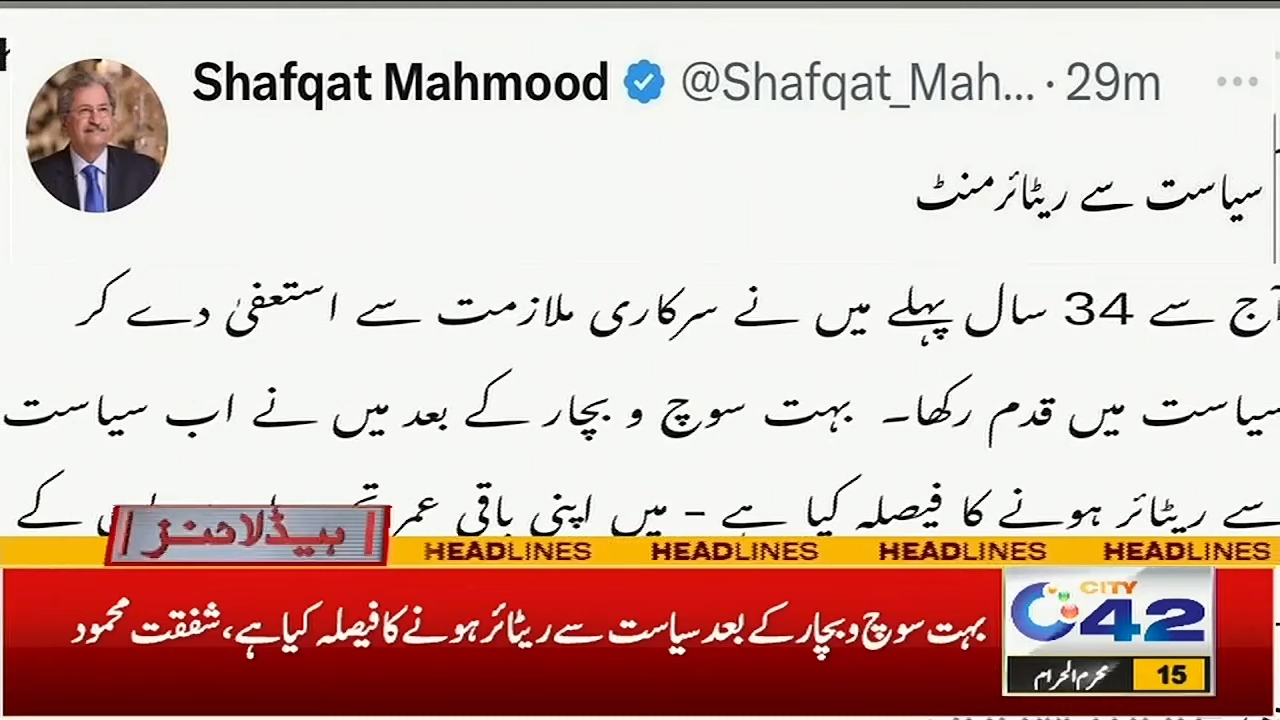 Shafqat Mahmood @Shafqat_Mah... · 29m
سیاست سے ریٹائرمنٹ
آج سے 34 سال پہلے میں نے سرکاری ملازمت سے استعفیٰ دے کر
سیاست میں قدم رکھا۔ بہت سوچ و بچار کے بعد میں نے اب سیاست
سے ریٹائر ہونے کا فیصلہ کیا ہے - میں اپنی باقی عمر کے
ہیڈلائنز
HEADLINES HEADLINES HEADLINES HEADLINES
بہت سوچ و بچار کے بعد سیاست سے ریٹائر ہونے کا فیصلہ کیا ہے، شفقت محمود
CITY
42
محرم الحرام 15